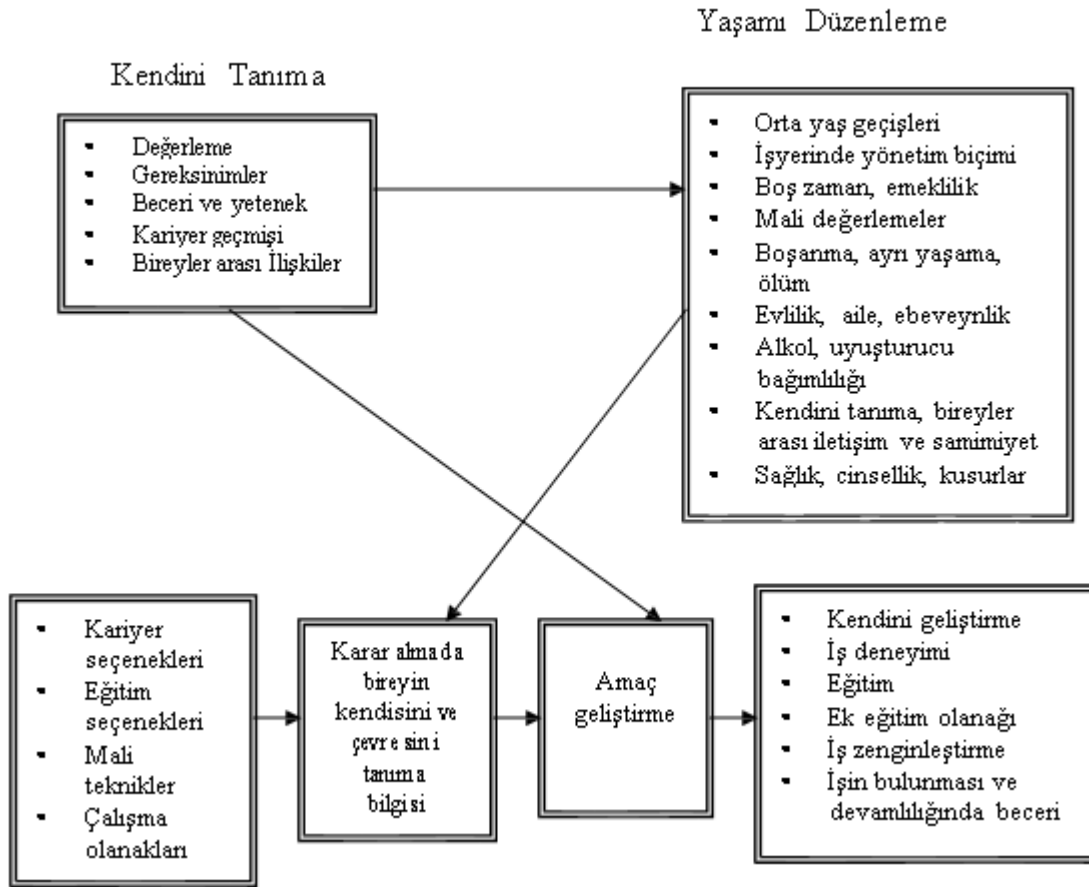 Yaşamı Düzenleme
Kendini Tanıma
▪ Değerleme
▪ Gereksinimler
▪ Beceri ve yetenek
▪ Kariyer geçmişi
▪ Bireyler arası İlişkiler
▪ Orta yaş geçişleri
▪ İşyerinde yönetim biçimi
▪ Boş zaman, emeklilik
▪ Mali değerlemeler
▪ Boşanma, ayrı yaşama,
ölüm
▪ Evlilik, aile, ebeveynlik
▪ Alkol, uyuşturucu
bağımlılığı
▪ Kendini tanıma, bireyler
arası iletişim ve samimiyet
▪ Sağlık, cinsellik, kusurlar
▪ Kariyer
seçenekleri
▪ Eğitim
seçenekleri
▪ Mali
teknikler
▪ Çalışma
olanakları
Karar almada
bireyin
kendisini ve
çevresini
tanıma
bilgisi
Amaç
geliştirme
▪ Kendini geliştirme
▪ İş deneyimi
▪ Eğitim
▪ Ek eğitim olanağı
▪ İş zenginleştirme
▪ İşin bulunması ve
devamlılığında beceri